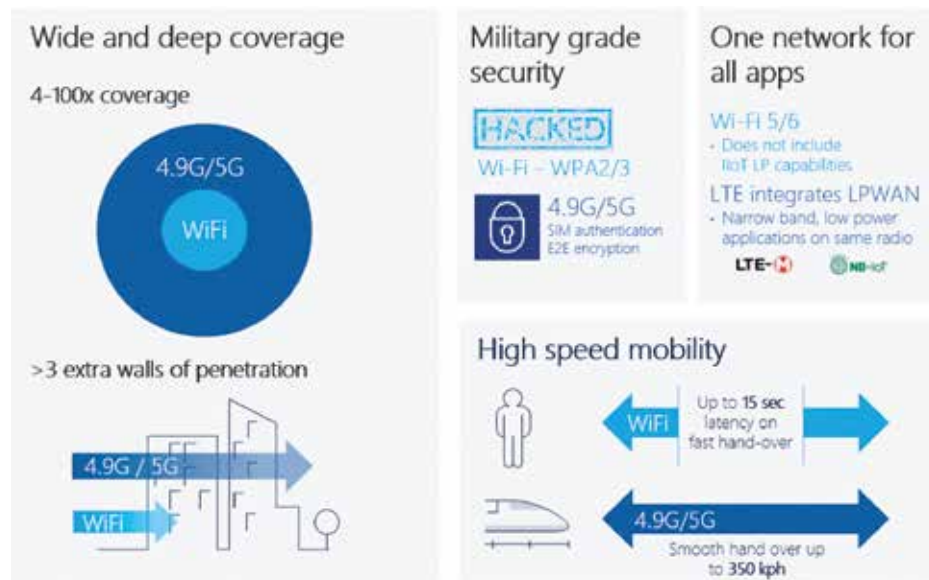 Wide and deep coverage
4-100x coverage
4.9G/5G
WiFi
>3 extra walls of penetration
4.9G / 5G
WiFi
Military grade
security
HACKED
Wi-Fi – WPA2/3
4.9G/5G
SIM authentication
E2E encryption
One network for
all apps
Wi-Fi 5/6
• Does not include
IIoT LP capabilities
LTE integrates LPWAN
• Narrow band, low power
applications on same radio
LTE-M
NB-IoT
High speed mobility
WiFi
Up to 15 sec
latency on
fast hand-over
4.9G/5G
Smooth hand over up
to 350 kph